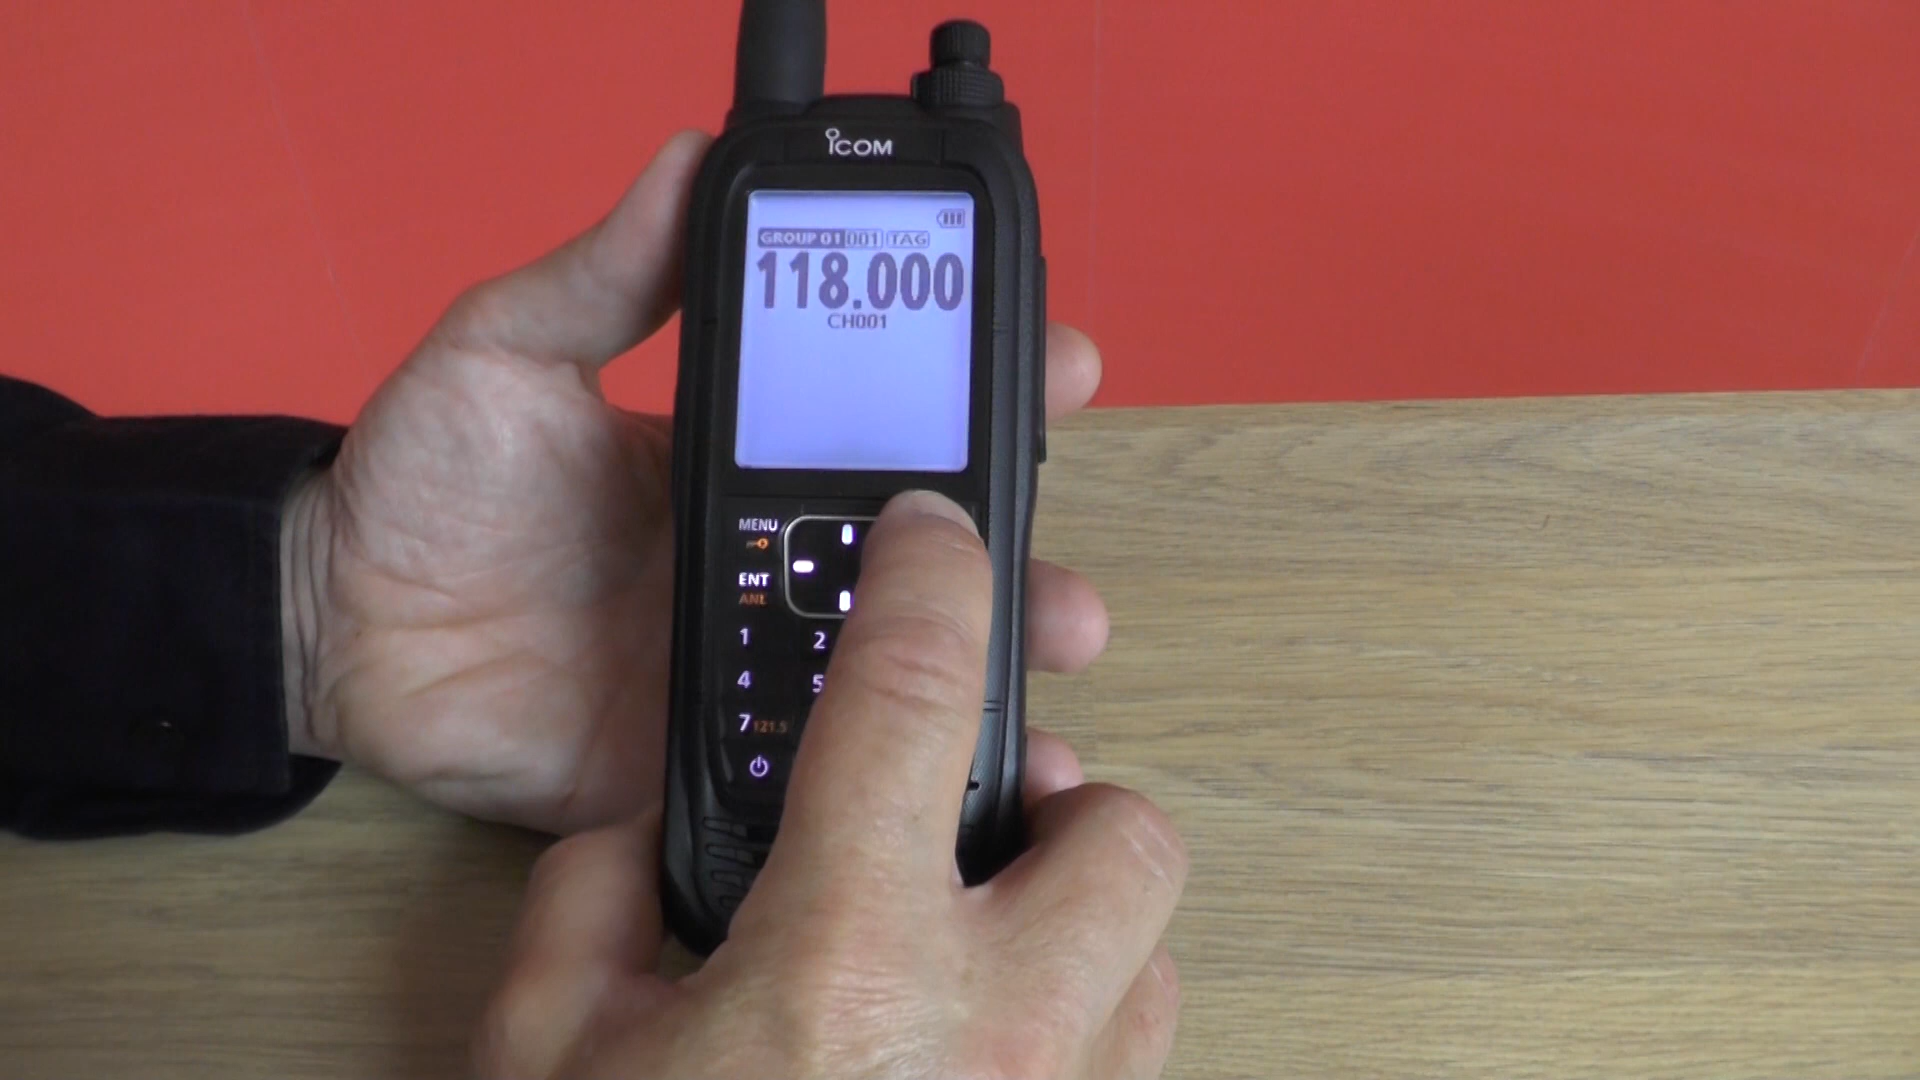 iCOM
GROUP 01 001 TAG
118.000
CH001
MENU
ENT
ANL
1 2
4 5
7 121.5